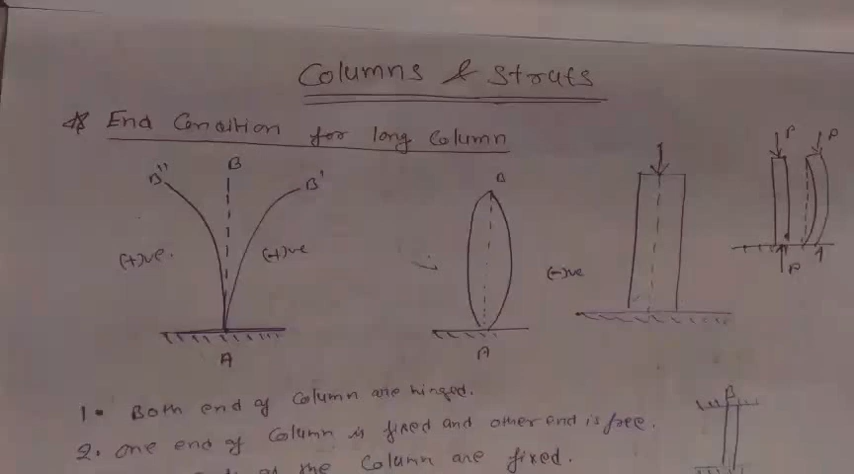 Columns & Struts
* End Condition for long Column
B" B B'
(+)ve. (+)ve
A
B
(-)ve
A
P P
P
1. Both end of Column are hinged.
2. One end of Column is fixed and other end is free.
the Column are fixed.
B